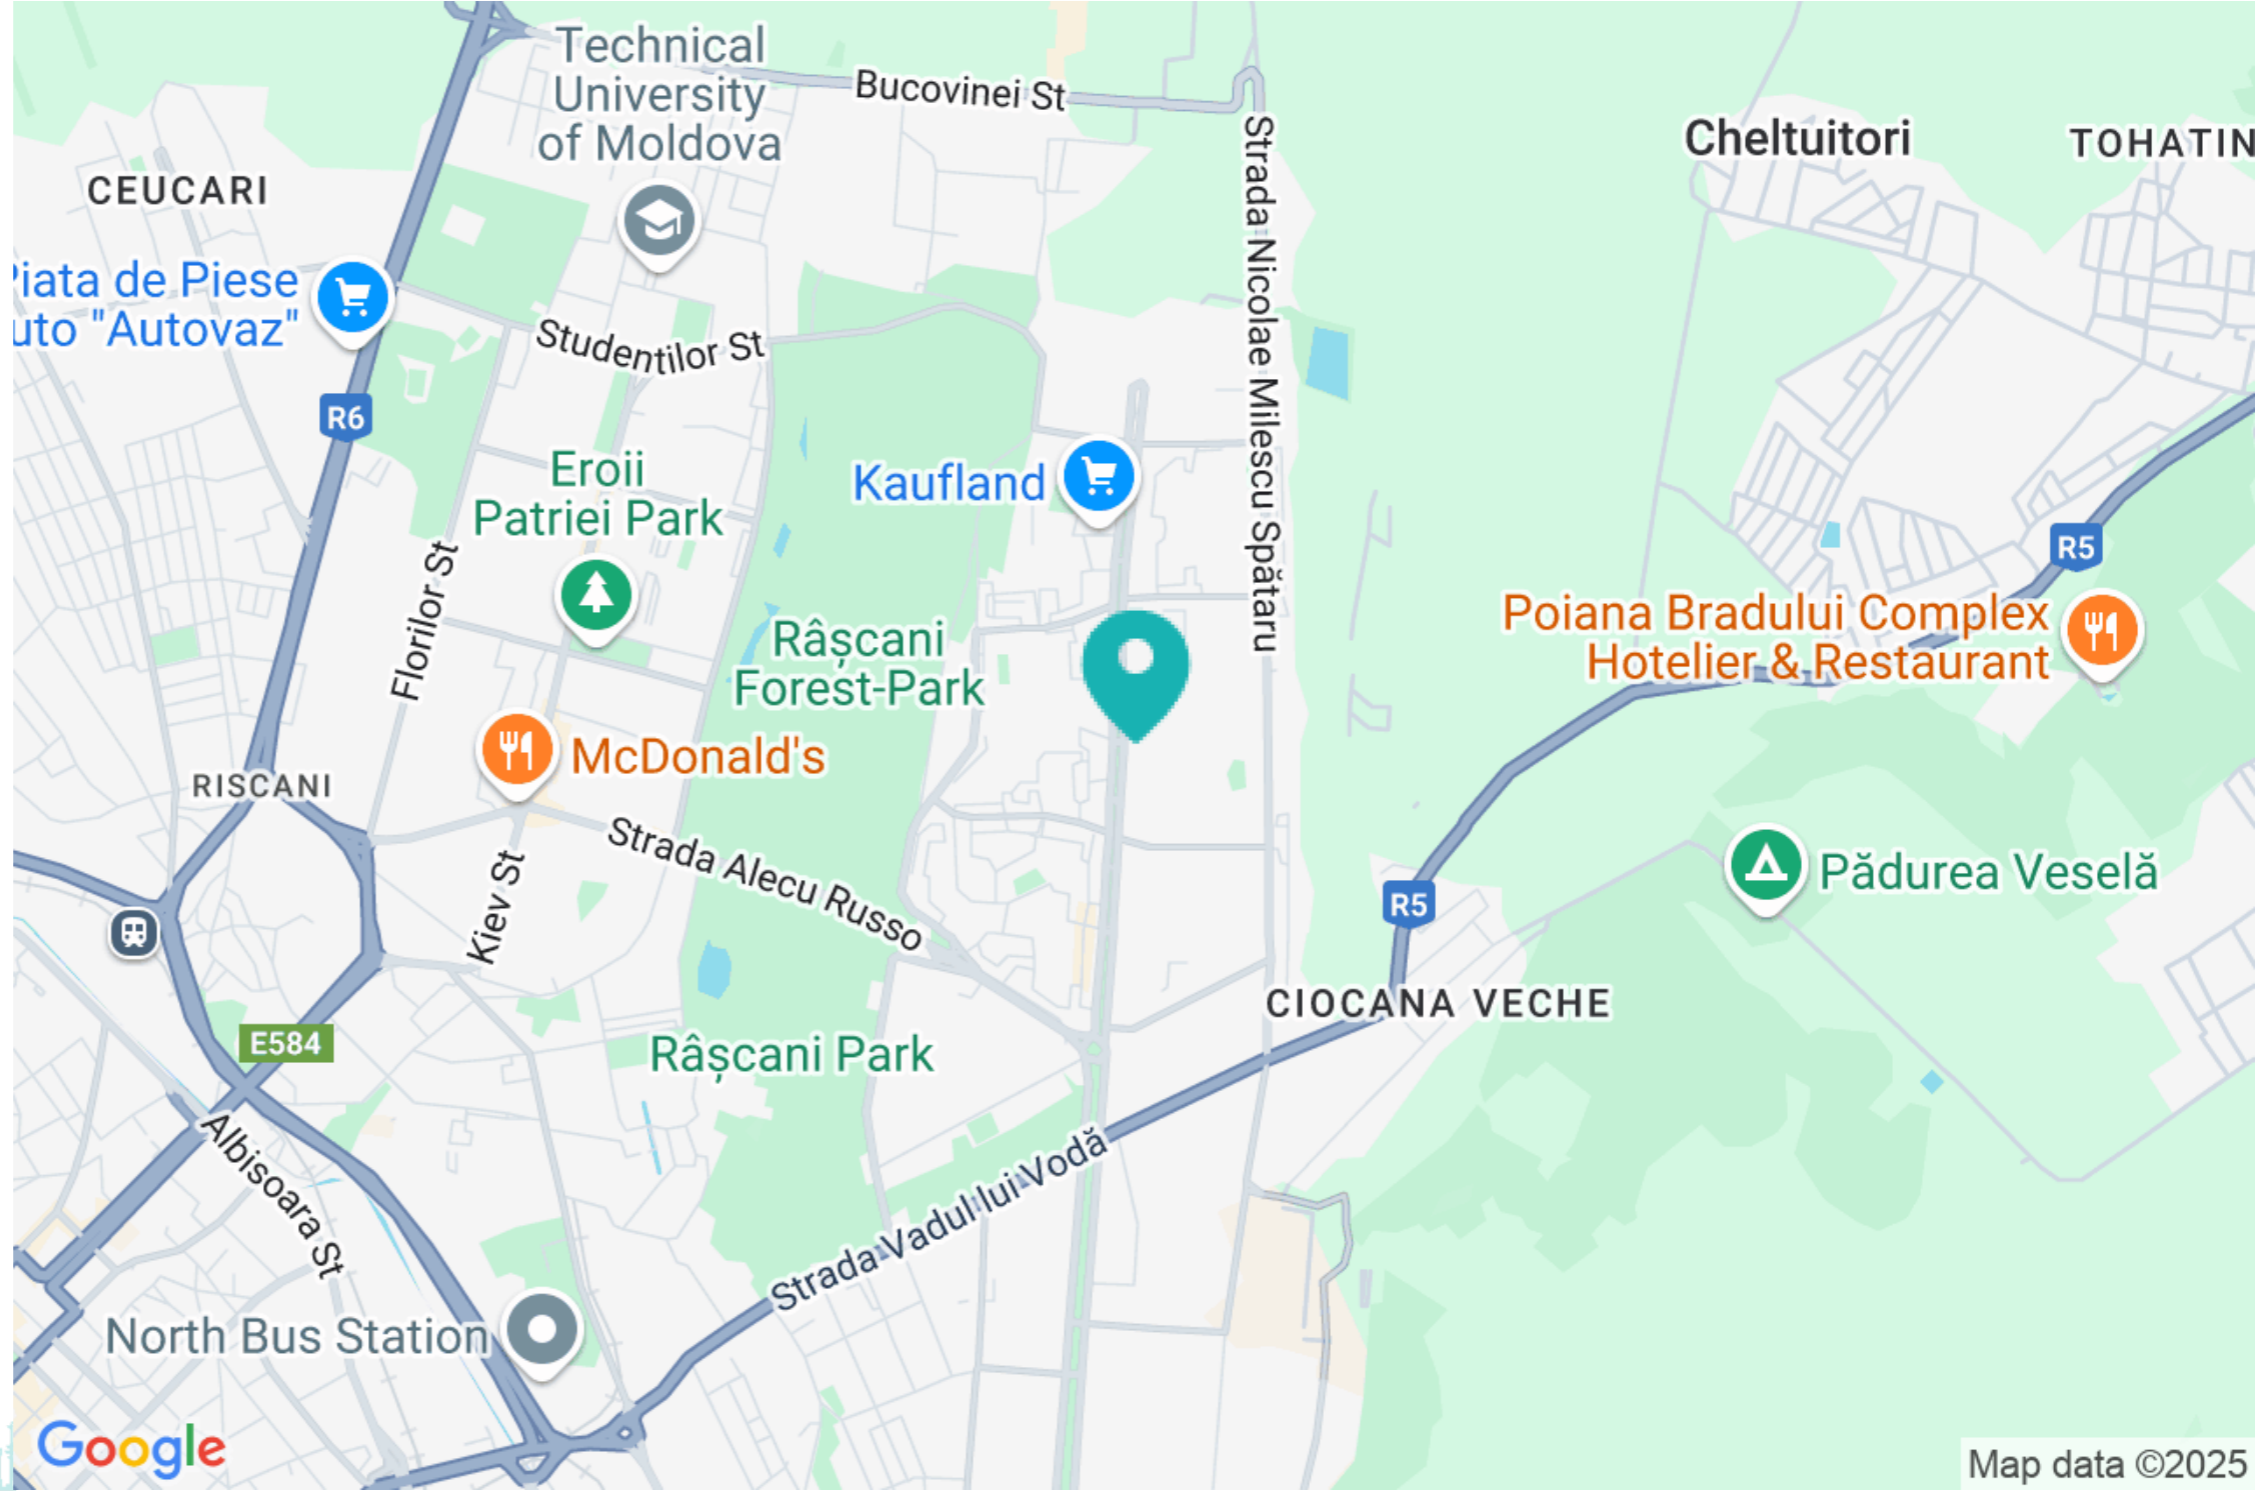 Technical
University
of Moldova
Bucovinei St
Cheltuitori
TOHATIN
CEUCARI
Strada Nicolae Milescu Spătaru
iata de Piese
uto "Autovaz"
Studentilor St
R6
Eroii
Patriei Park
Kaufland
R5
Florilor St
Râșcani
Forest-Park
Poiana Bradului Complex
Hotelier & Restaurant
McDonald's
RISCANI
Strada Alecu Russo
Kiev St
Pădurea Veselă
R5
CIOCANA VECHE
E584
Râșcani Park
Albisoara St
Strada Vadul lui Vodă
North Bus Station
Google
Map data ©2025